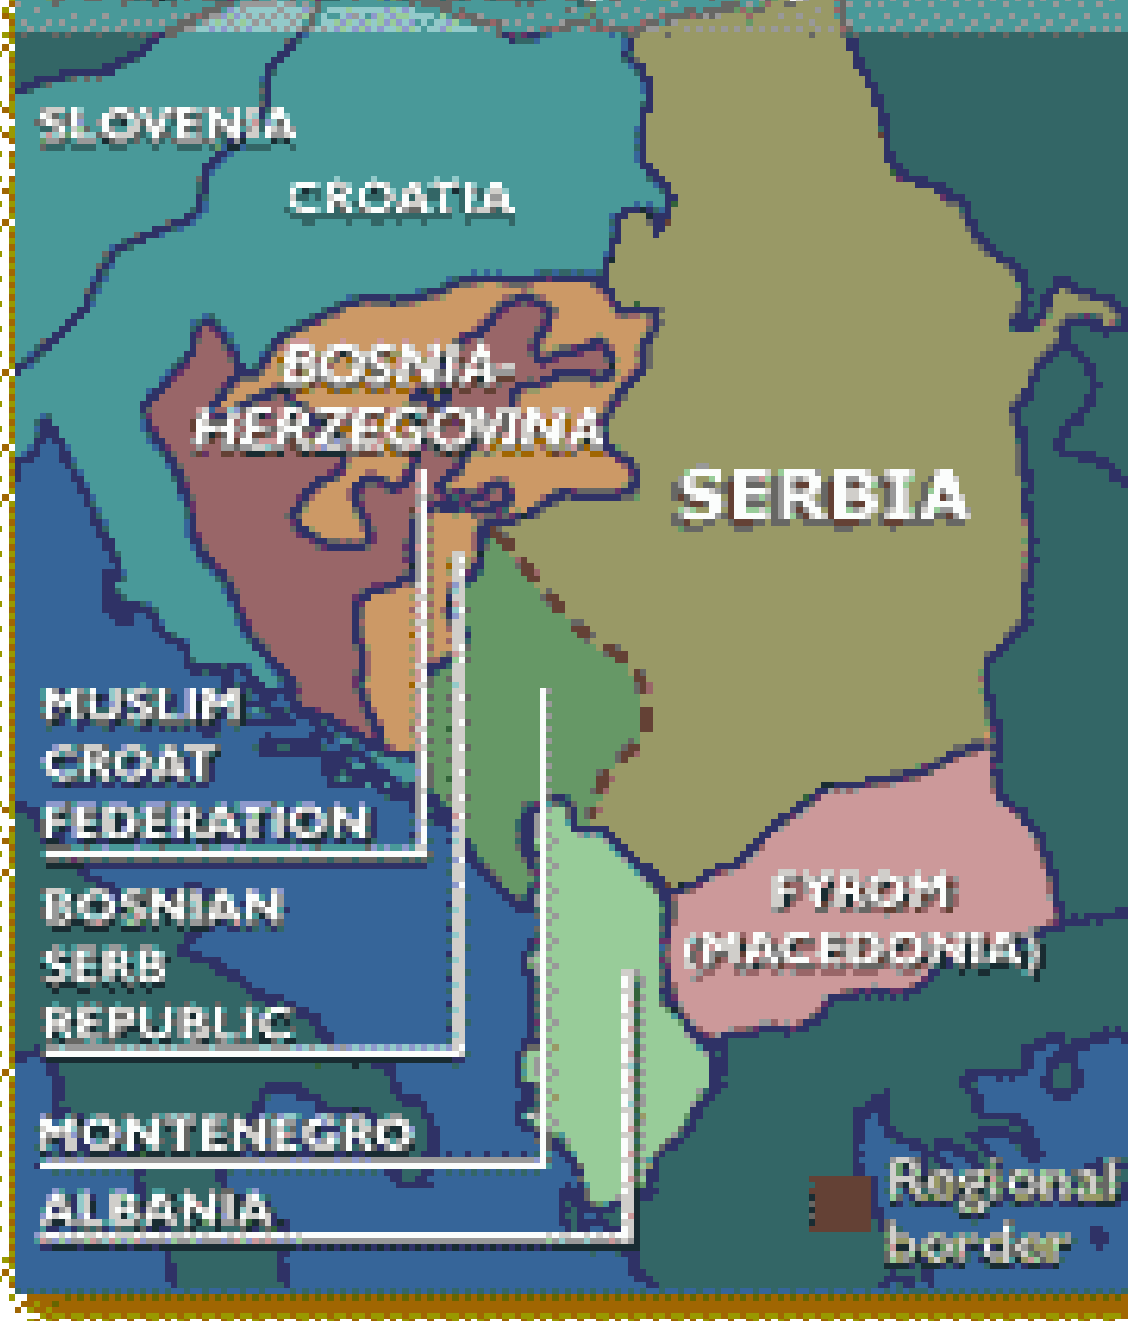 SLOVENIA
CROATIA
BOSNIA-
HERZEGOVINA
SERBIA
MUSLIM
CROAT
FEDERATION
BOSNIAN
SERB
REPUBLIC
MONTENEGRO
ALBANIA
FYROM
(MACEDONIA)
Regional
border